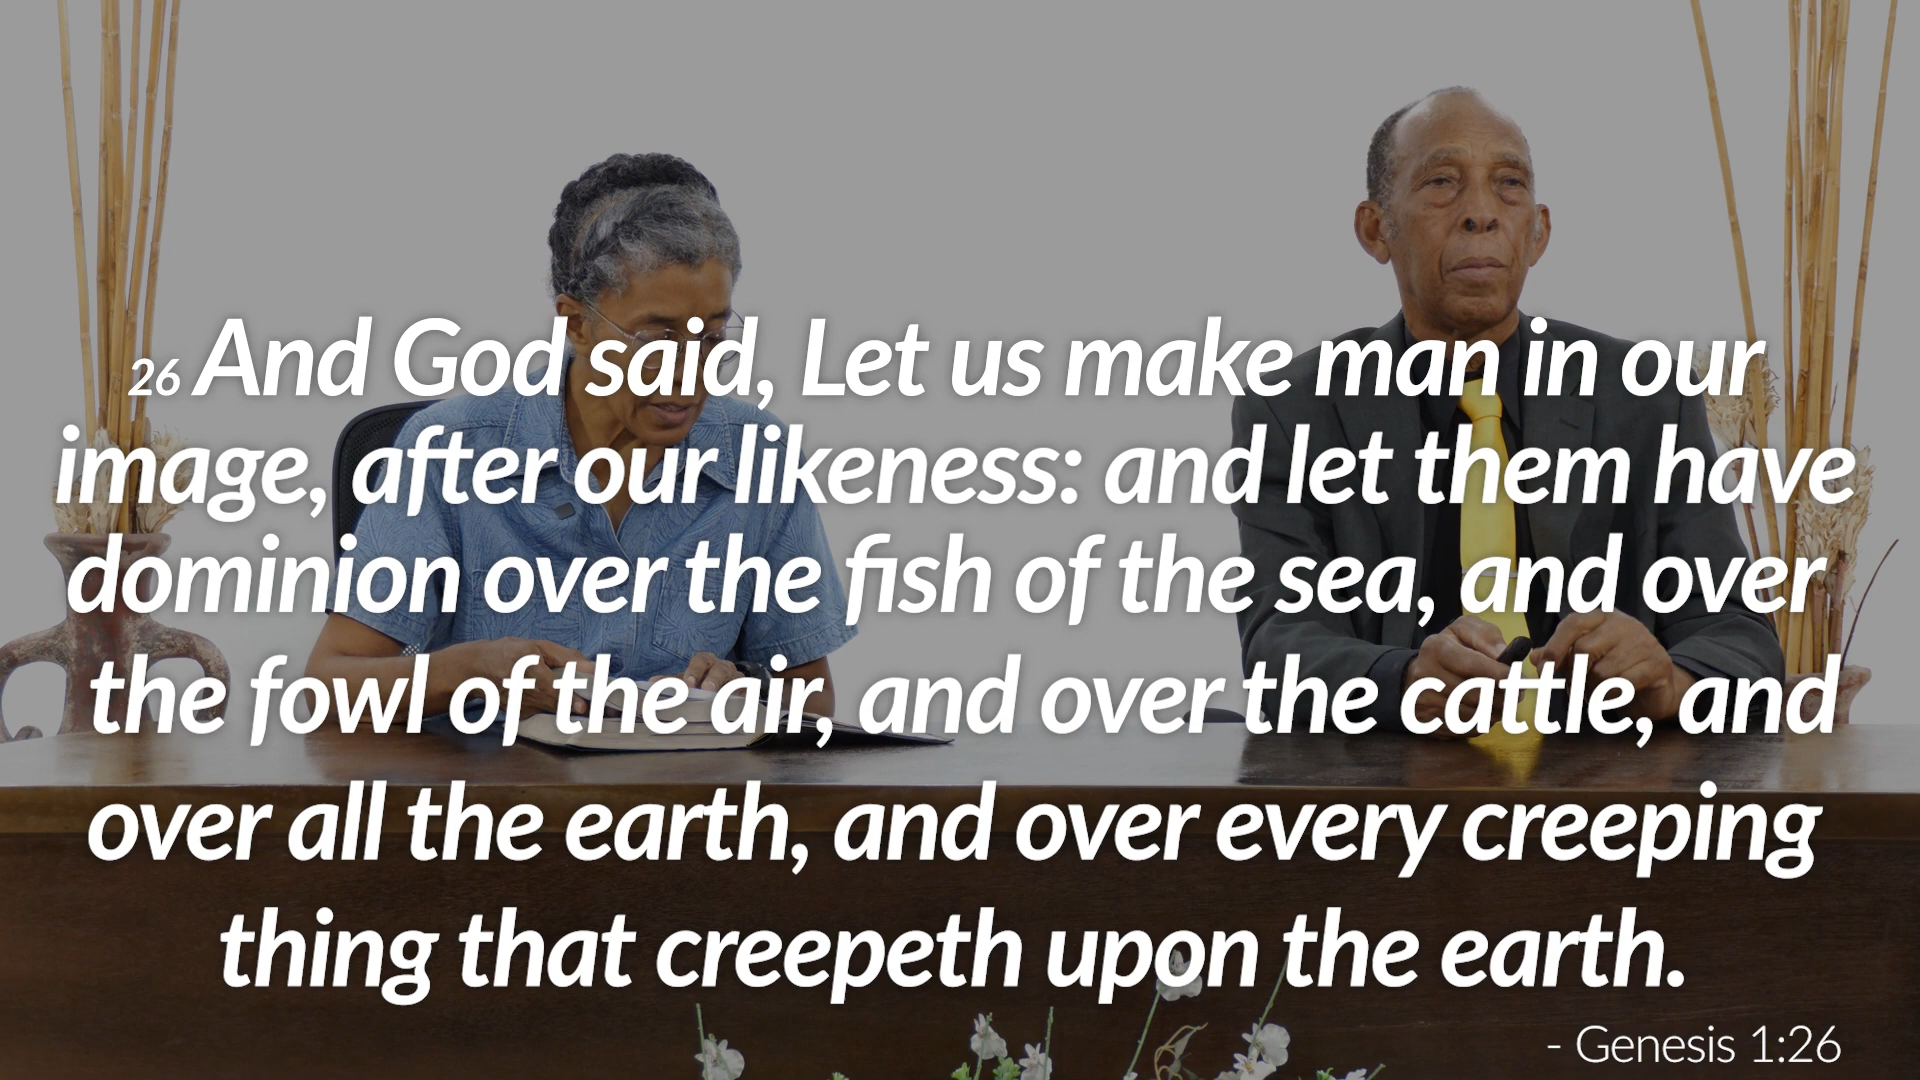 26 And God said, Let us make man in our
image, after our likeness: and let them have
dominion over the fish of the sea, and over
the fowl of the air, and over the cattle, and
over all the earth, and over every creeping
thing that creepeth upon the earth.
- Genesis 1:26